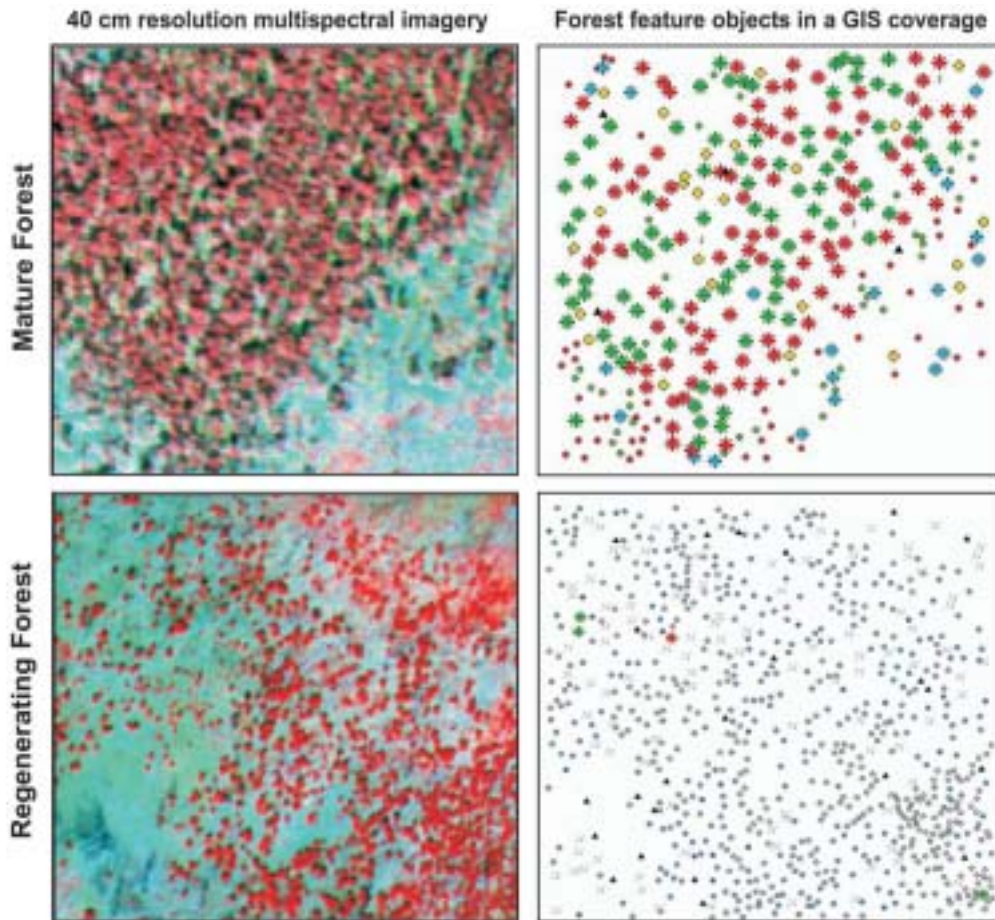 40 cm resolution multispectral imagery
Forest feature objects in a GIS coverage
Mature Forest
Regenerating Forest